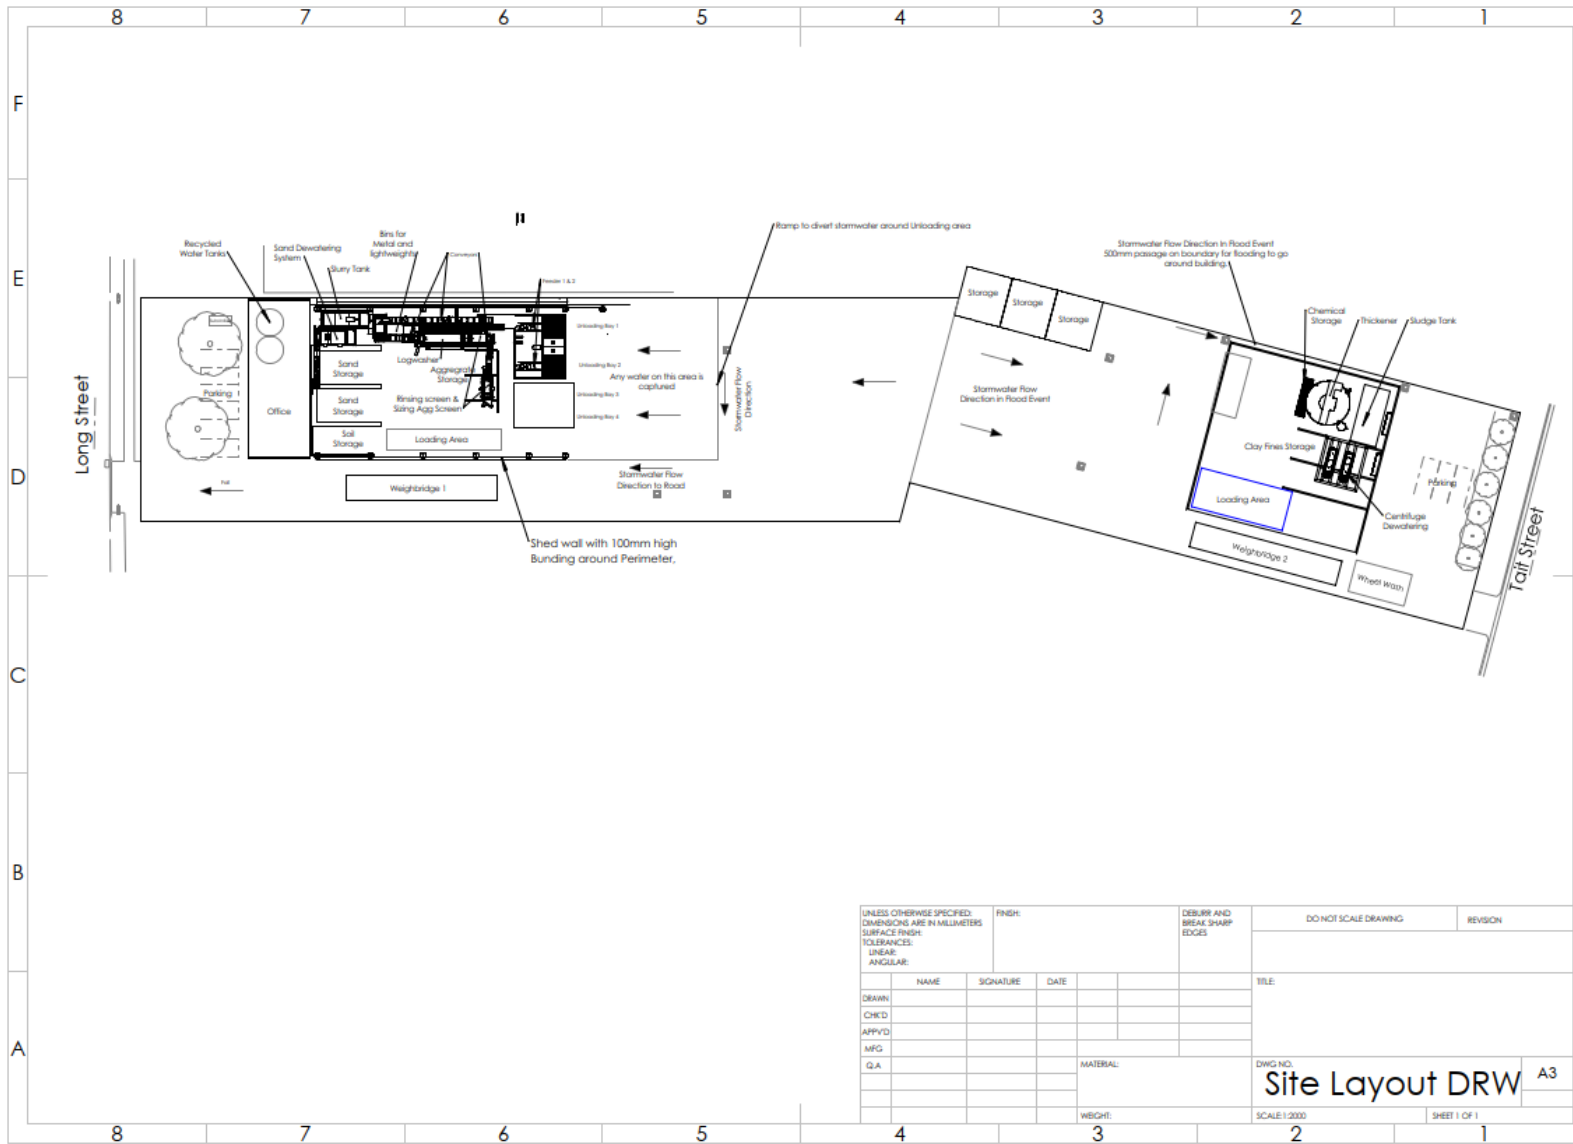 8 7 6 5 4 3 2 1
F
E
D
C
B
A
Recycled
Water Tanks
Sand Dewatering
System
Slurry Tank
Bins for
Metal and
lightweights
Conveyors
Feeder 1 & 2
Ramp to divert stormwater around Unloading area
Stormwater Flow Direction In Flood Event
500mm passage on boundary for flooding to go
around building.
Storage
Storage
Storage
Chemical
Storage
Thickener
Sludge Tank
Unloading Bay 1
Unloading Bay 2
Unloading Bay 3
Unloading Bay 4
Any water on this area is
captured
Stormwater Flow
Direction
Stormwater Flow
Direction in Flood Event
Long Street
Parking
Office
Sand
Storage
Sand
Storage
Soil
Storage
Logwasher
Aggregrate
Storage
Rinsing screen &
Sizing Agg Screen
Loading Area
Clay Fines Storage
Loading Area
Parking
Centrifuge
Dewatering
Stormwater Flow
Direction to Road
Fall
Weighbridge 1
Weighbridge 2
Wheel Wash
Tait Street
Shed wall with 100mm high
Bunding around Perimeter,
UNLESS OTHERWISE SPECIFIED:
DIMENSIONS ARE IN MILLIMETERS
SURFACE FINISH:
TOLERANCES:
LINEAR:
ANGULAR:
FINISH:
DEBURR AND
BREAK SHARP
EDGES
DO NOT SCALE DRAWING
REVISION
NAME SIGNATURE DATE
TITLE:
DRAWN
CHK'D
APPV'D
MFG
Q.A
MATERIAL:
DWG NO.
Site Layout DRW
A3
WEIGHT:
SCALE:1:2000
SHEET 1 OF 1
8 7 6 5 4 3 2 1